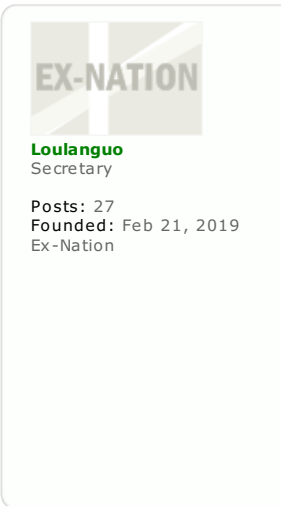 EX-NATION
Loulanguo
Secretary
Posts: 27
Founded: Feb 21, 2019
Ex-Nation